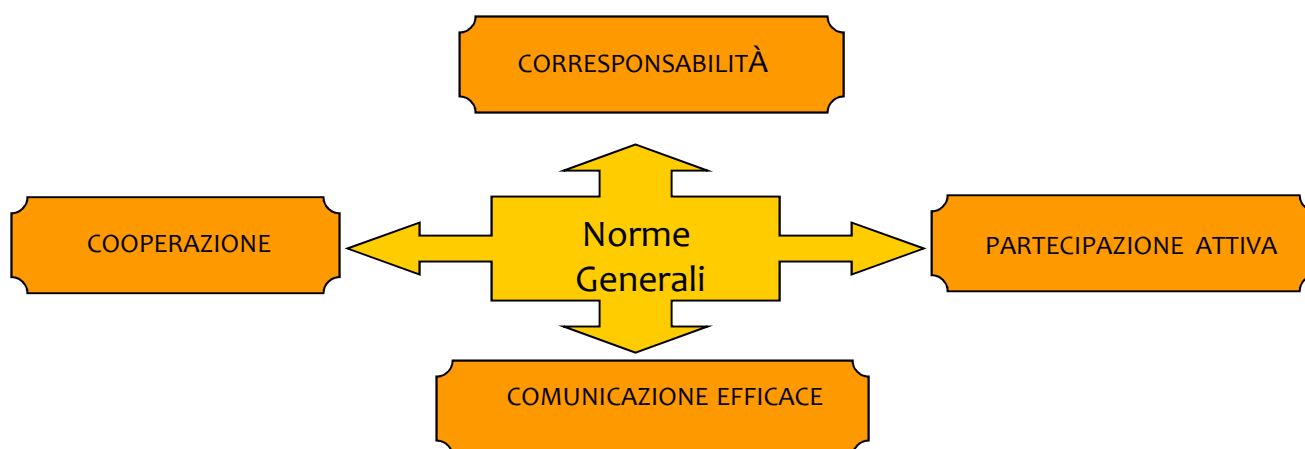 CORRESPONSABILITÀ
COOPERAZIONE
Norme
Generali
PARTECIPAZIONE ATTIVA
COMUNICAZIONE EFFICACE